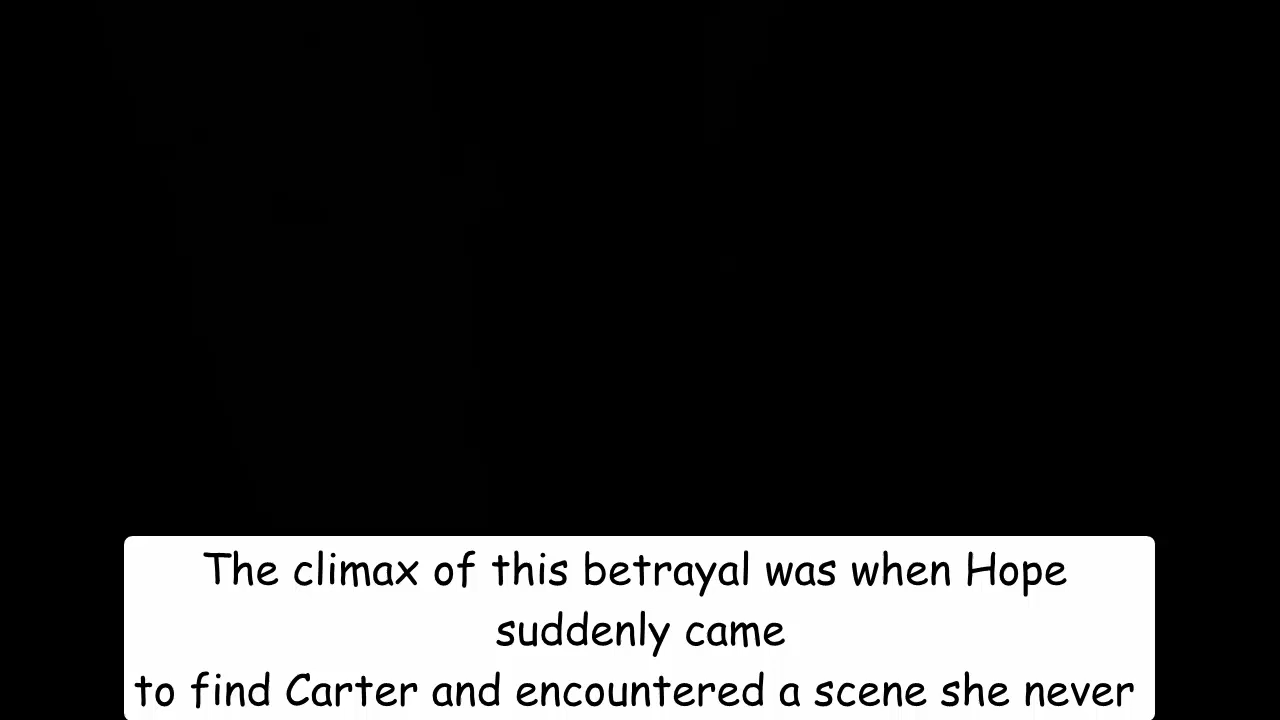 The climax of this betrayal was when Hope
suddenly came
to find Carter and encountered a scene she never